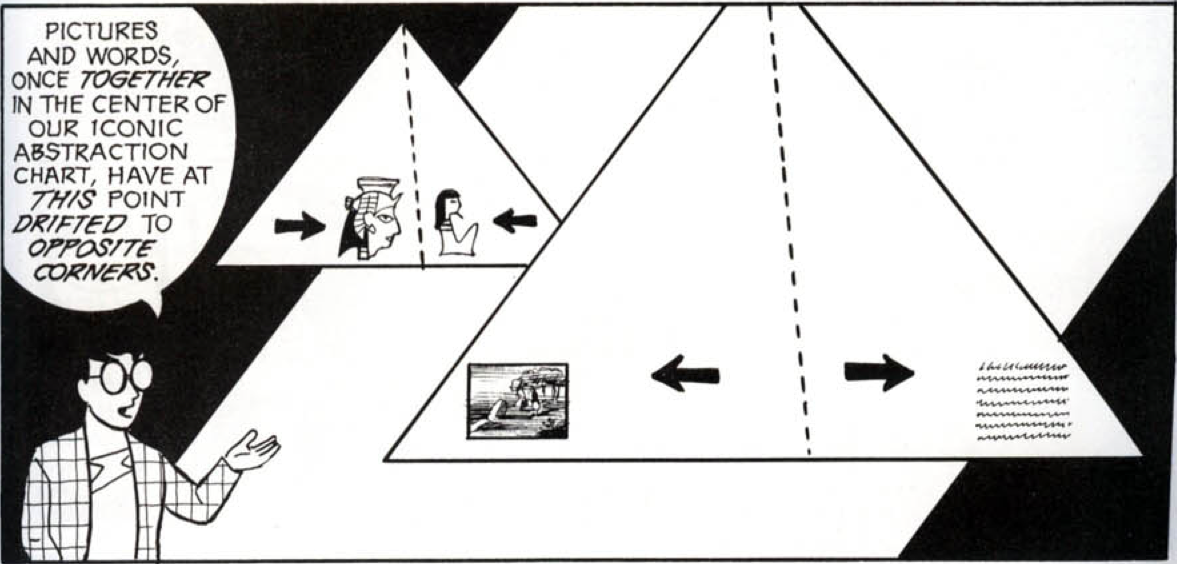 PICTURES
AND WORDS,
ONCE TOGETHER
IN THE CENTER OF
OUR ICONIC
ABSTRACTION
CHART, HAVE AT
THIS POINT
DRIFTED TO
OPPOSITE
CORNERS.